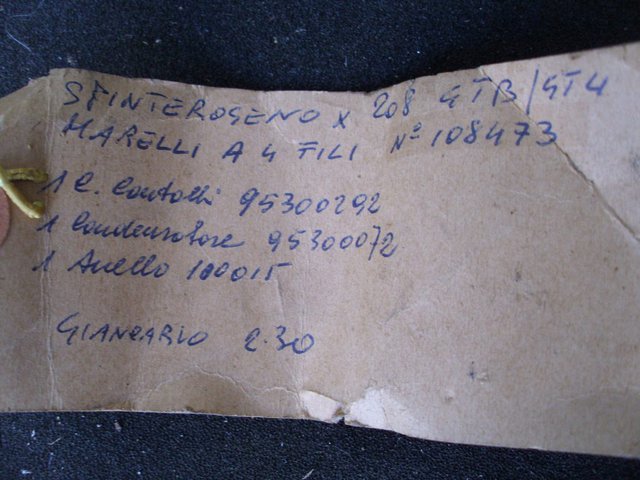 SPINTEROGENO X 208 GTB/GT4
MARELLI A 4 FILI Nº 108473
1 C. Contatti 95300292
1 Condensatore 95300072
1 Anello 100015
GIANCARLO 2.30